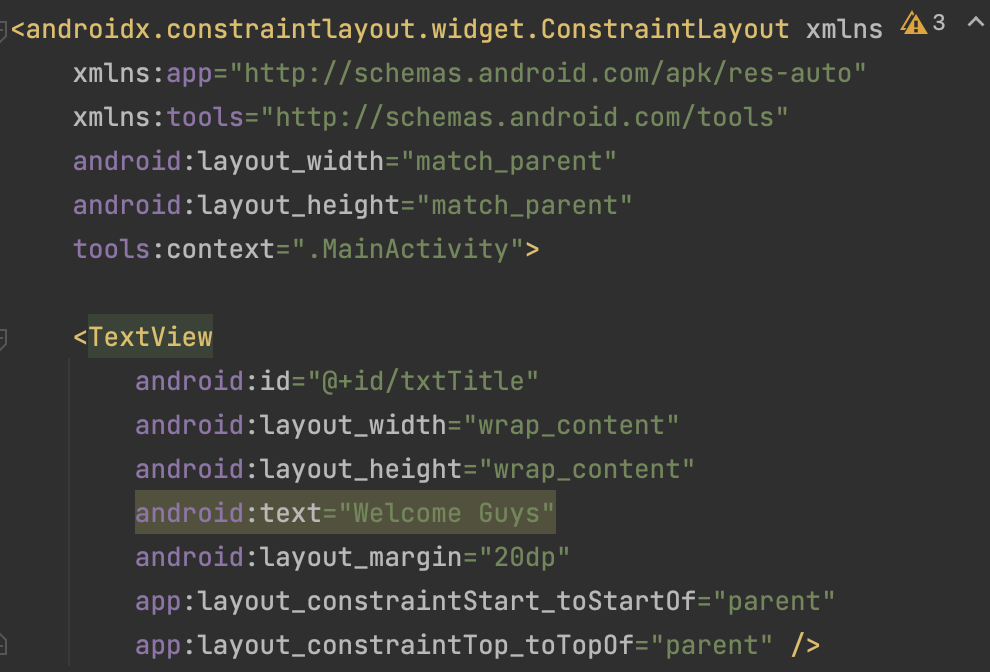 <androidx.constraintlayout.widget.ConstraintLayout xmlns 3
xmlns:app="http://schemas.android.com/apk/res-auto"
xmlns:tools="http://schemas.android.com/tools"
android:layout_width="match_parent"
android:layout_height="match_parent"
tools:context=".MainActivity">
<TextView
android:id="@+id/txtTitle"
android:layout_width="wrap_content"
android:layout_height="wrap_content"
android:text="Welcome Guys"
android:layout_margin="20dp"
app:layout_constraintStart_toStartOf="parent"
app:layout_constraintTop_toTopOf="parent" />